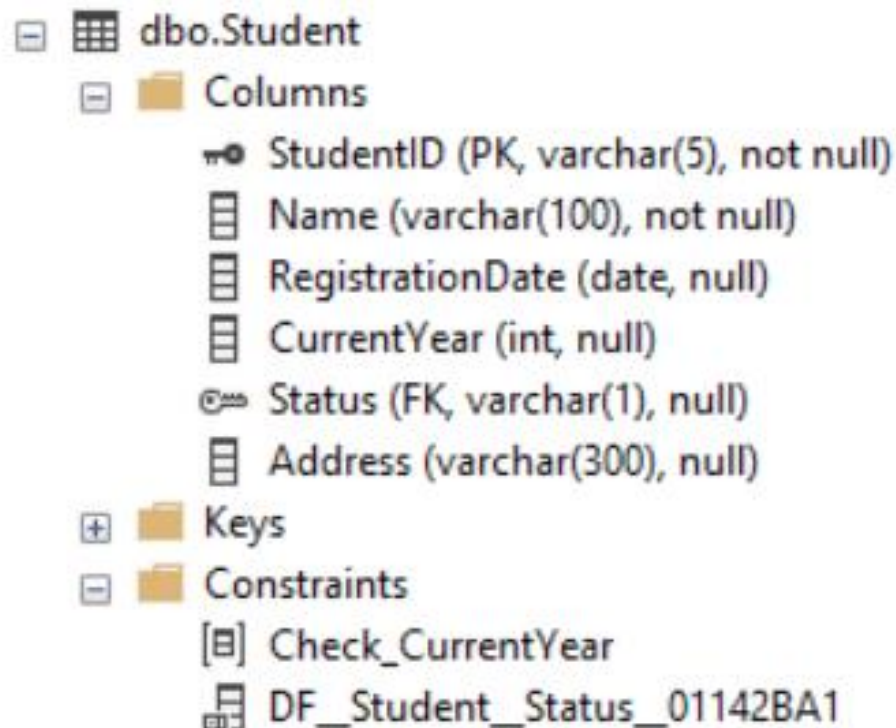 dbo.Student
Columns
StudentID (PK, varchar(5), not null)
Name (varchar(100), not null)
RegistrationDate (date, null)
CurrentYear (int, null)
Status (FK, varchar(1), null)
Address (varchar(300), null)
Keys
Constraints
Check_CurrentYear
DF__Student__Status__01142BA1